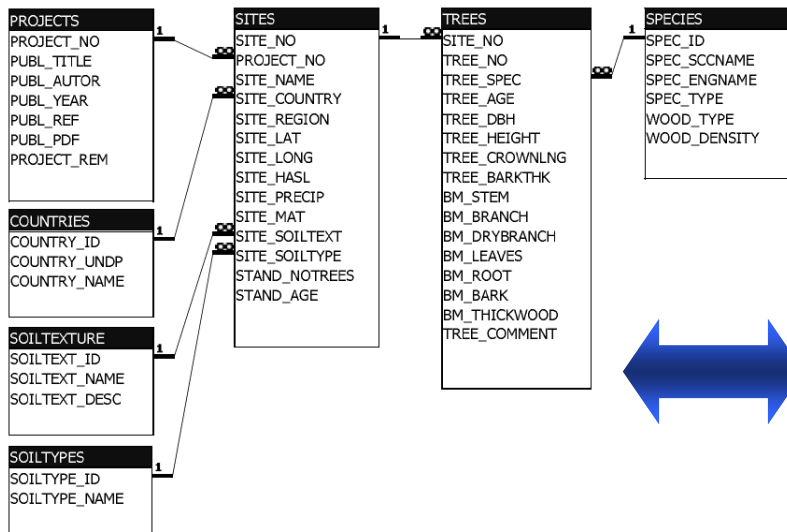 PROJECTS
PROJECT_NO
PUBL_TITLE
PUBL_AUTOR
PUBL_YEAR
PUBL_REF
PUBL_PDF
PROJECT_REM
1
COUNTRIES
COUNTRY_ID
COUNTRY_UNDP
COUNTRY_NAME
1
SOILTEXTURE
SOILTEXT_ID
SOILTEXT_NAME
SOILTEXT_DESC
1
SOILTYPES
SOILTYPE_ID
SOILTYPE_NAME
1
SITES
SITE_NO
PROJECT_NO
SITE_NAME
SITE_COUNTRY
SITE_REGION
SITE_LAT
SITE_LONG
SITE_HASL
SITE_PRECIP
SITE_MAT
SITE_SOILTEXT
SITE_SOILTYPE
STAND_NOTREES
STAND_AGE
∞
∞
∞
∞
1
TREES
SITE_NO
TREE_NO
TREE_SPEC
TREE_AGE
TREE_DBH
TREE_HEIGHT
TREE_CROWNLNG
TREE_BARKTHK
BM_STEM
BM_BRANCH
BM_DRYBRANCH
BM_LEAVES
BM_ROOT
BM_BARK
BM_THICKWOOD
TREE_COMMENT
∞
∞
1
SPECIES
SPEC_ID
SPEC_SCCNAME
SPEC_ENGNAME
SPEC_TYPE
WOOD_TYPE
WOOD_DENSITY